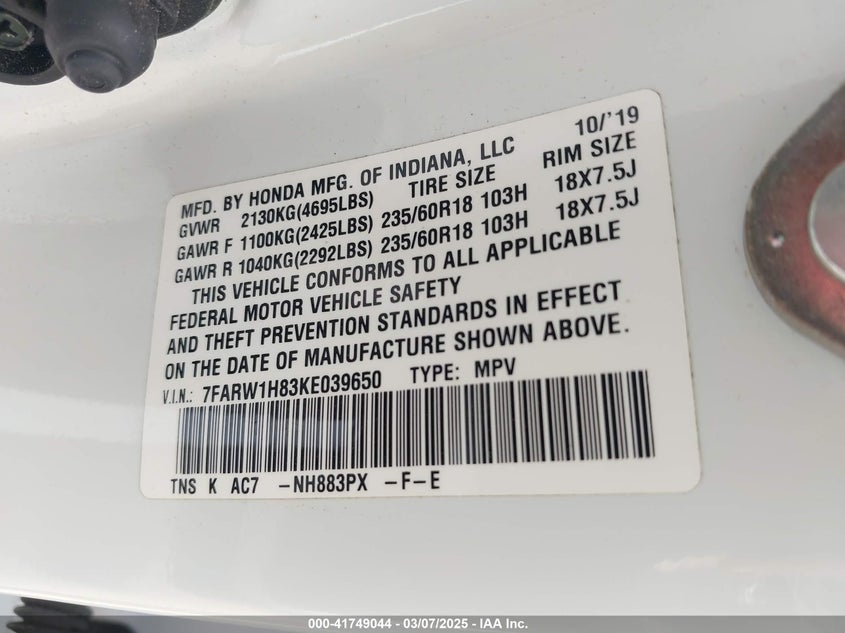 10/'19
MFD. BY HONDA MFG. OF INDIANA, LLC
GVWR 2130KG(4695LBS) TIRE SIZE RIM SIZE
GAWR F 1100KG(2425LBS) 235/60R18 103H 18X7.5J
GAWR R 1040KG(2292LBS) 235/60R18 103H 18X7.5J
THIS VEHICLE CONFORMS TO ALL APPLICABLE
FEDERAL MOTOR VEHICLE SAFETY
AND THEFT PREVENTION STANDARDS IN EFFECT
ON THE DATE OF MANUFACTURE SHOWN ABOVE.
V.I.N.: 7FARW1H83KE039650 TYPE: MPV
TNS K AC7 -NH883PX -F-E
000-41749044 | 03/07/2025 - IAA Inc.